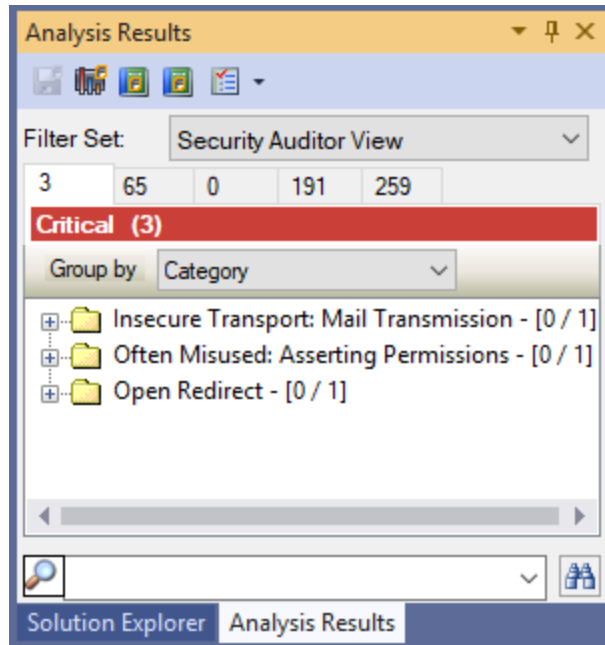 Analysis Results
Filter Set: Security Auditor View
3 65 0 191 259
Critical (3)
Group by Category
Insecure Transport: Mail Transmission - [0 / 1]
Often Misused: Asserting Permissions - [0 / 1]
Open Redirect - [0 / 1]
Solution Explorer Analysis Results